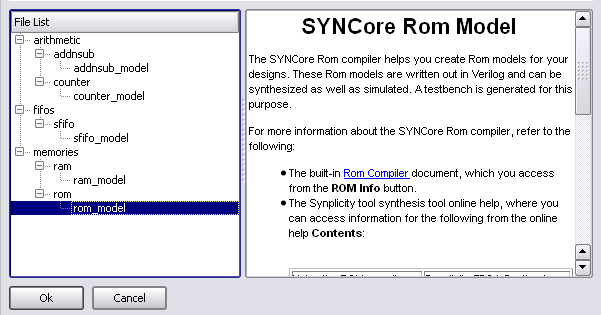 File List
arithmetic
addnsub
addnsub_model
counter
counter_model
fifos
sfifo
sfifo_model
memories
ram
ram_model
rom
rom_model
SYNCore Rom Model
The SYNCore Rom compiler helps you create Rom models for your
designs. These Rom models are written out in Verilog and can be
synthesized as well as simulated. A testbench is generated for this
purpose.
For more information about the SYNCore Rom compiler, refer to the
following:
The built-in Rom Compiler document, which you access
from the ROM Info button.
The Synplicity tool synthesis tool online help, where you
can access information for the following from the online
help Contents:
Ok
Cancel